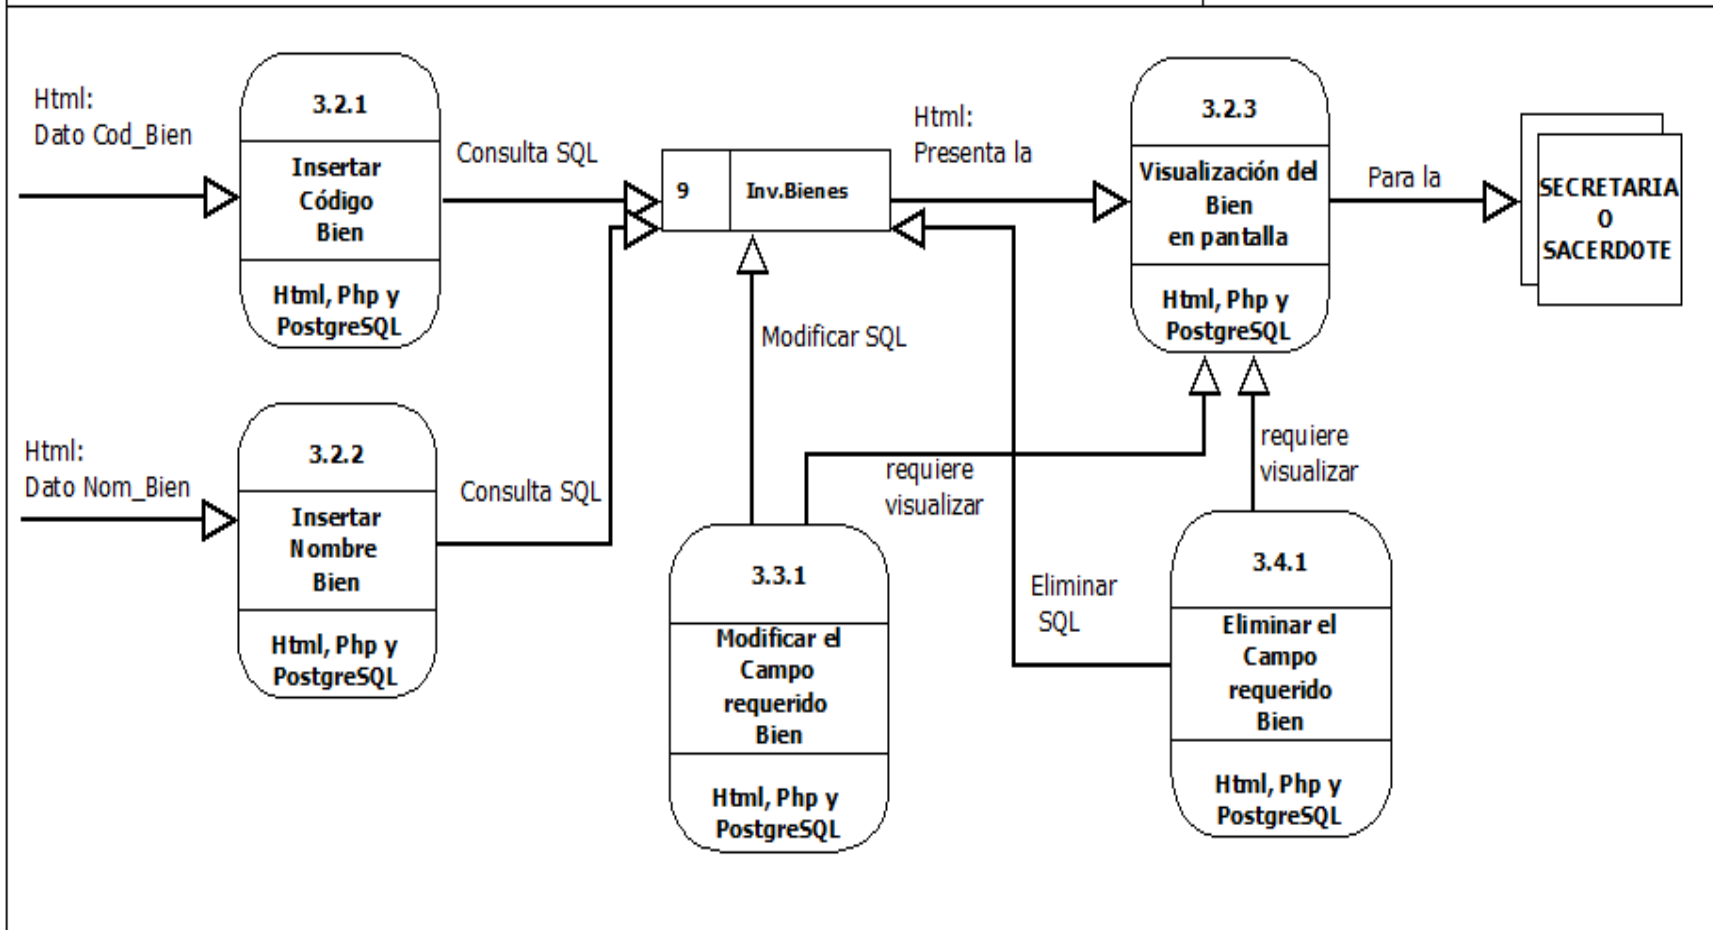 Html:
Dato Cod_Bien
3.2.1
Insertar
Código
Bien
Html, Php y
PostgreSQL
Consulta SQL
9
Inv.Bienes
Html:
Presenta la
3.2.3
Visualización del
Bien
en pantalla
Html, Php y
PostgreSQL
Para la
SECRETARIA
O
SACERDOTE
Html:
Dato Nom_Bien
3.2.2
Insertar
Nombre
Bien
Html, Php y
PostgreSQL
Consulta SQL
Modificar SQL
requiere
visualizar
requiere
visualizar
3.3.1
Modificar el
Campo
requerido
Bien
Html, Php y
PostgreSQL
Eliminar
SQL
3.4.1
Eliminar el
Campo
requerido
Bien
Html, Php y
PostgreSQL